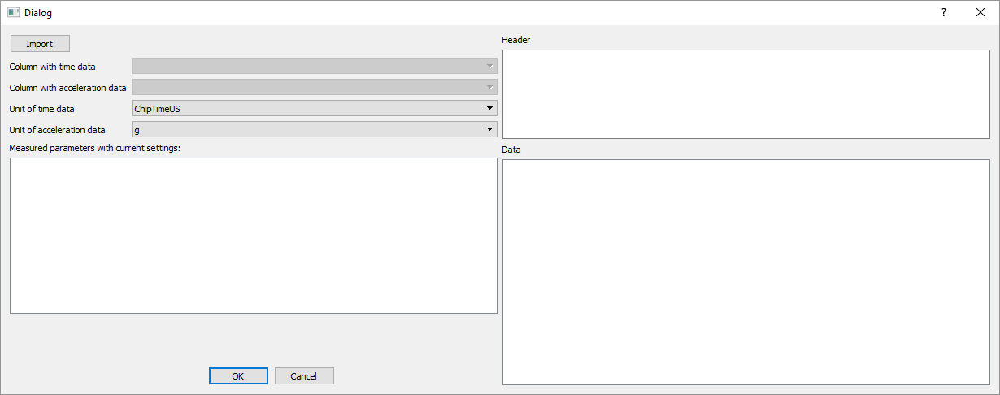 Dialog
?
Import
Column with time data
Column with acceleration data
Unit of time data
ChipTimeUS
Unit of acceleration data
g
Measured parameters with current settings:
OK
Cancel
Header
Data